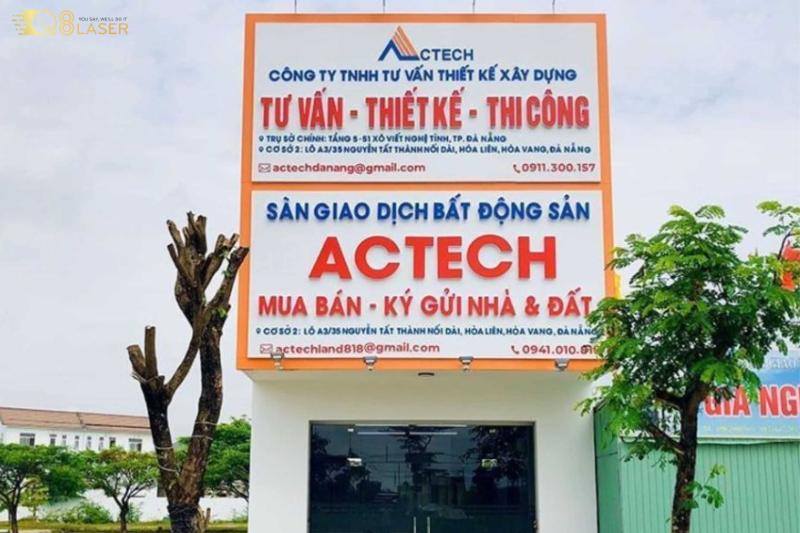 8
YOU SAY, WE'LL DO IT
LASER
ACTECH
CÔNG TY TNHH TƯ VẤN THIẾT KẾ XÂY DỰNG
TƯ VẤN - THIẾT KẾ - THI CÔNG
TRỤ SỞ CHÍNH: TẦNG 5-51 XÔ VIẾT NGHỆ TĨNH, TP. ĐÀ NẴNG
CƠ SỞ 2: LÔ A3/35 NGUYỄN TẤT THÀNH NỐI DÀI, HÒA LIÊN, HÒA VANG, ĐÀ NẴNG
actechdanang@gmail.com 0911.300.157
SÀN GIAO DỊCH BẤT ĐỘNG SẢN
ACTECH
MUA BÁN - KÝ GỬI NHÀ & ĐẤT
CƠ SỞ 2: LÔ A3/35 NGUYỄN TẤT THÀNH NỐI DÀI, HÒA LIÊN, HÒA VANG, ĐÀ NẴNG
actechland818@gmail.com 0941.010.
GIA